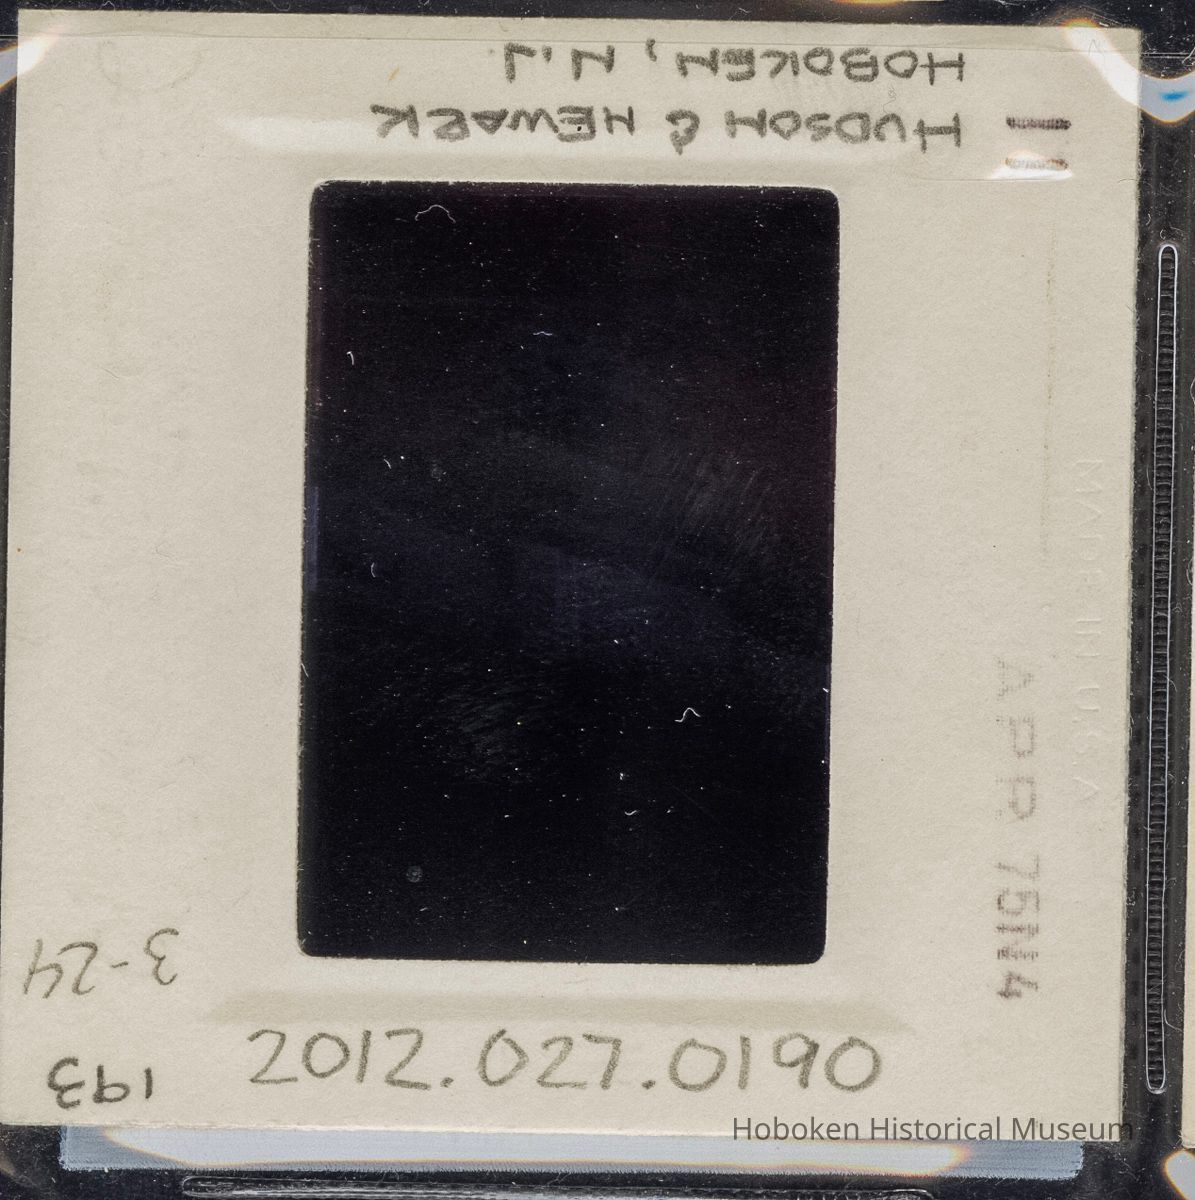 HUDSON & NEWARK
HOBOKEN, N.J.
MADE IN U.S.A
APR 75N4
3-24
193
2012.027.0190
Hoboken Historical Museum